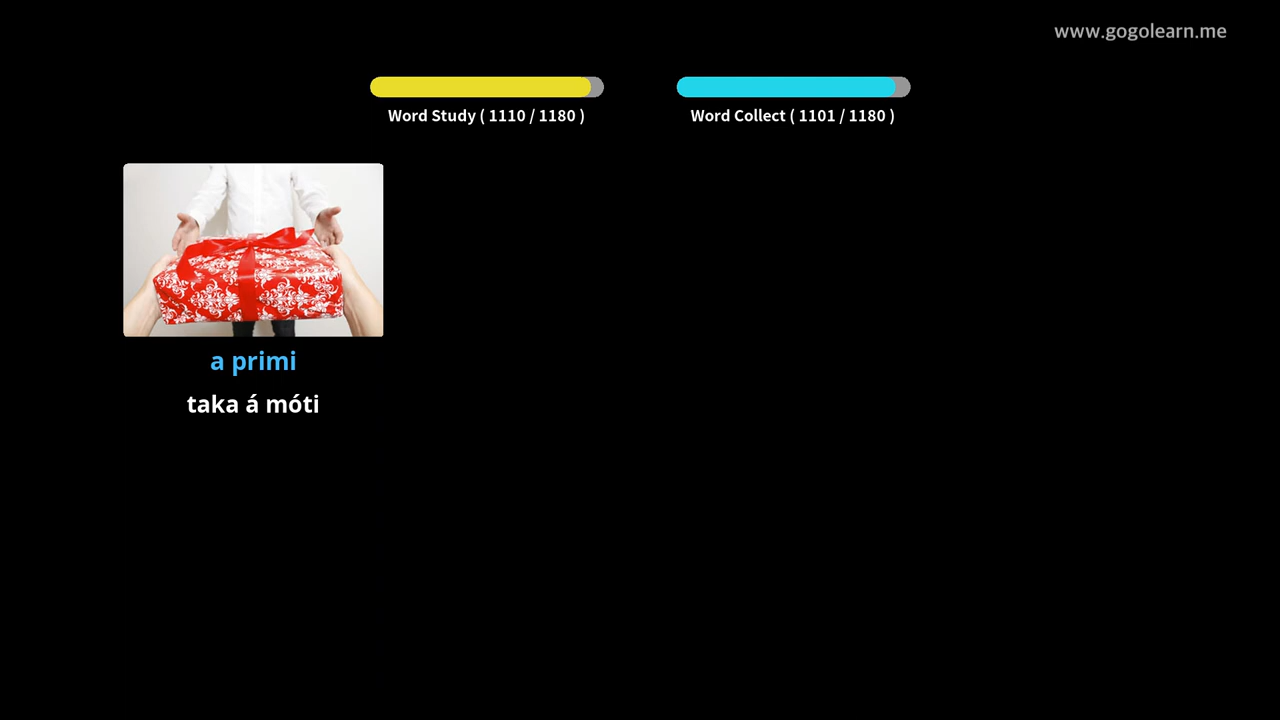 www.gogolearn.me
Word Study ( 1110 / 1180 )
Word Collect ( 1101 / 1180 )
a primi
taka á móti